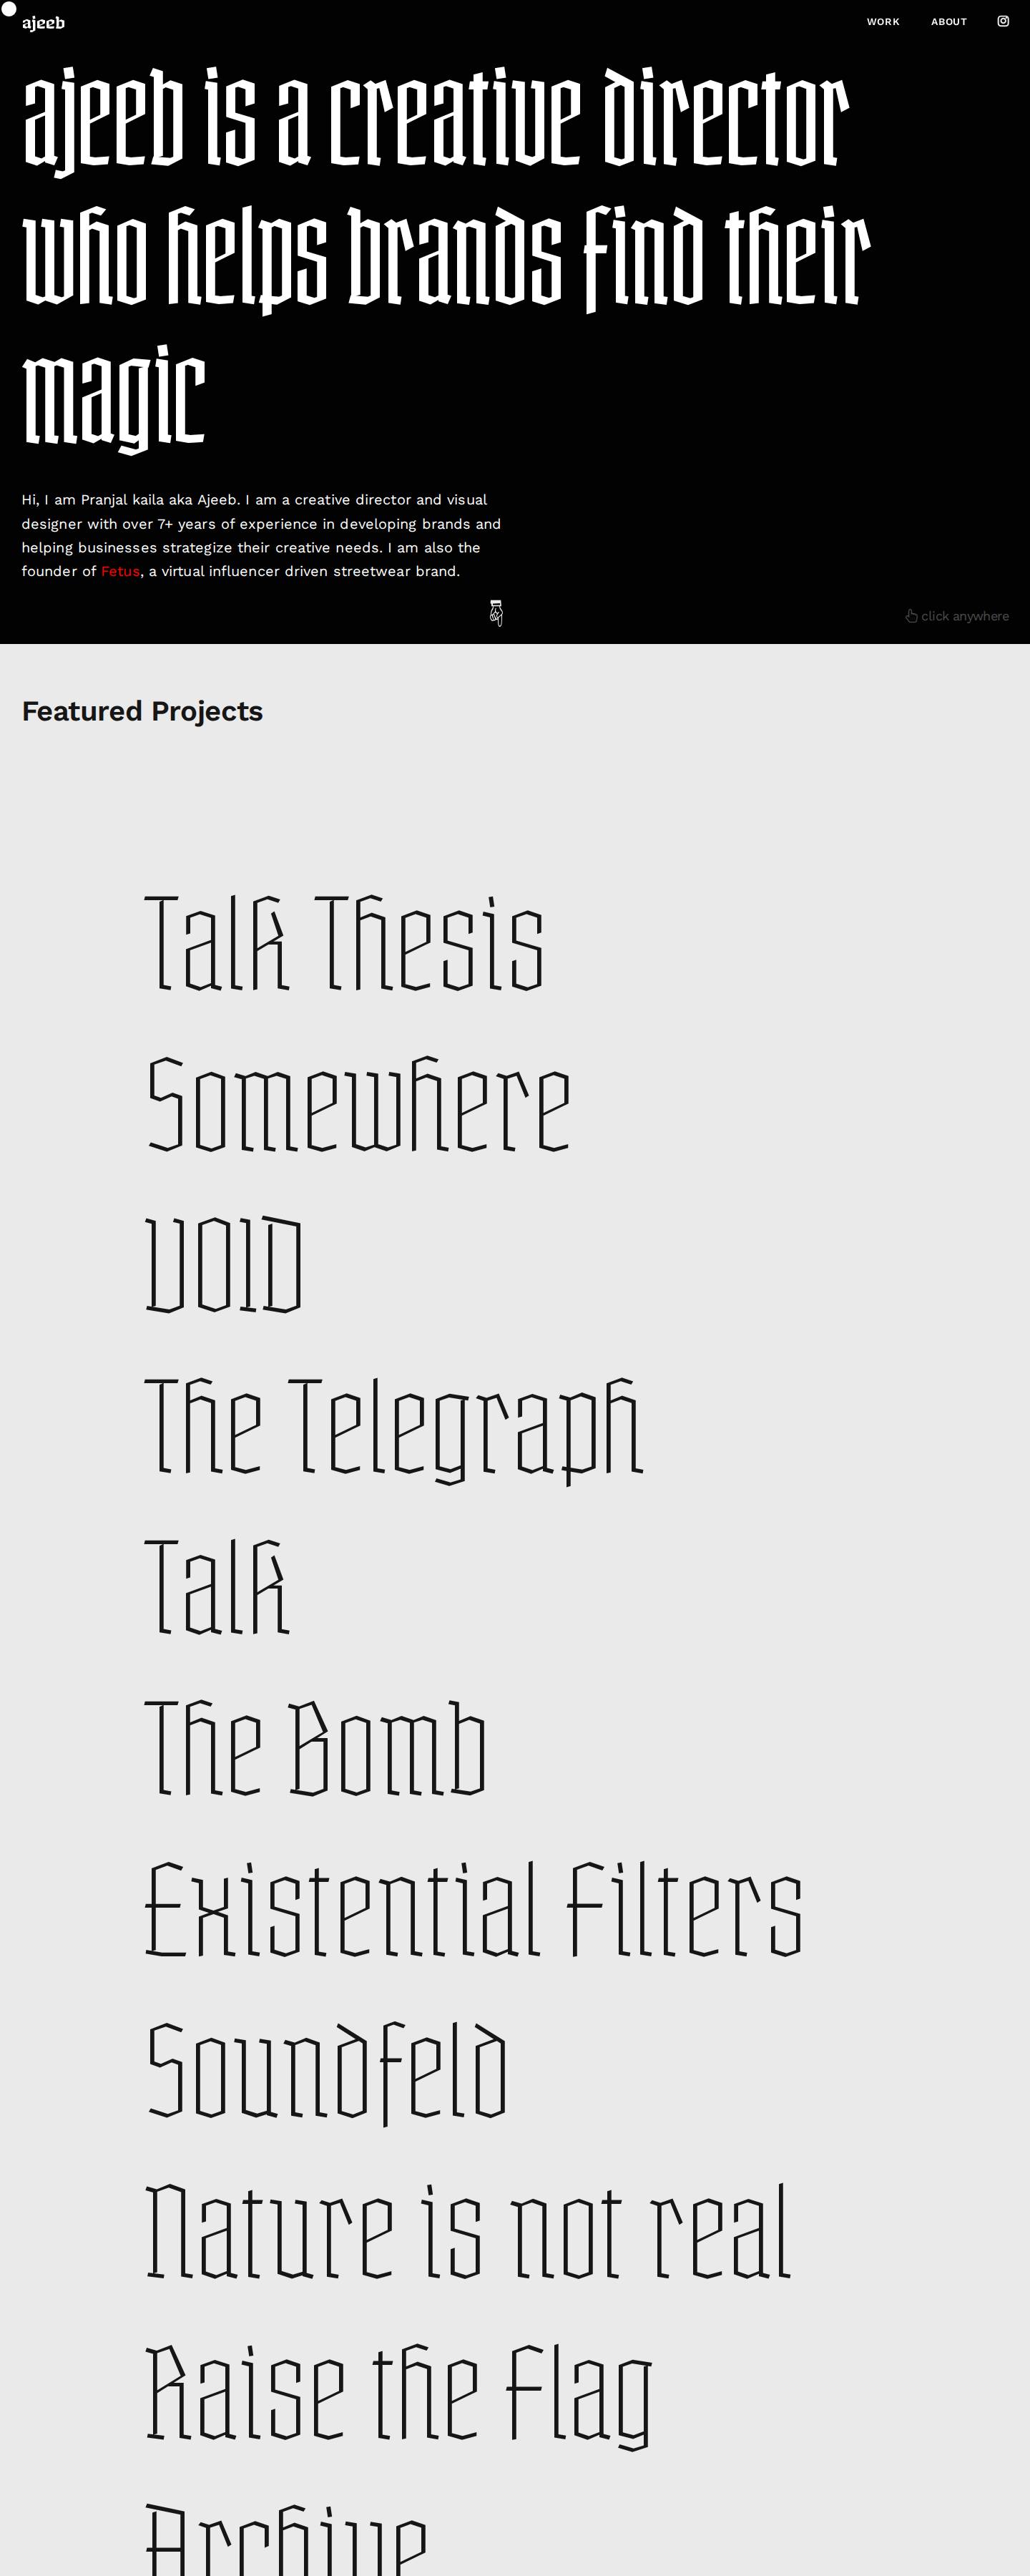 ajeeb
WORK ABOUT
ajeeb is a creative director
who helps brands find their
magic
Hi, I am Pranjal kaila aka Ajeeb. I am a creative director and visual
designer with over 7+ years of experience in developing brands and
helping businesses strategize their creative needs. I am also the
founder of Fetus, a virtual influencer driven streetwear brand.
click anywhere
Featured Projects
Talk Thesis
Somewhere
VOID
The Telegraph
Talk
The Bomb
Existential Filters
Soundfeld
Nature is not real
Raise the Flag
Archive